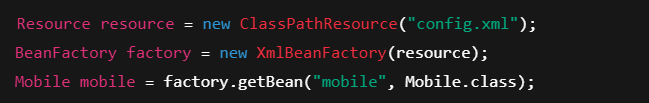 Resource resource = new ClassPathResource("config.xml");
BeanFactory factory = new XmlBeanFactory(resource);
Mobile mobile = factory.getBean("mobile", Mobile.class);